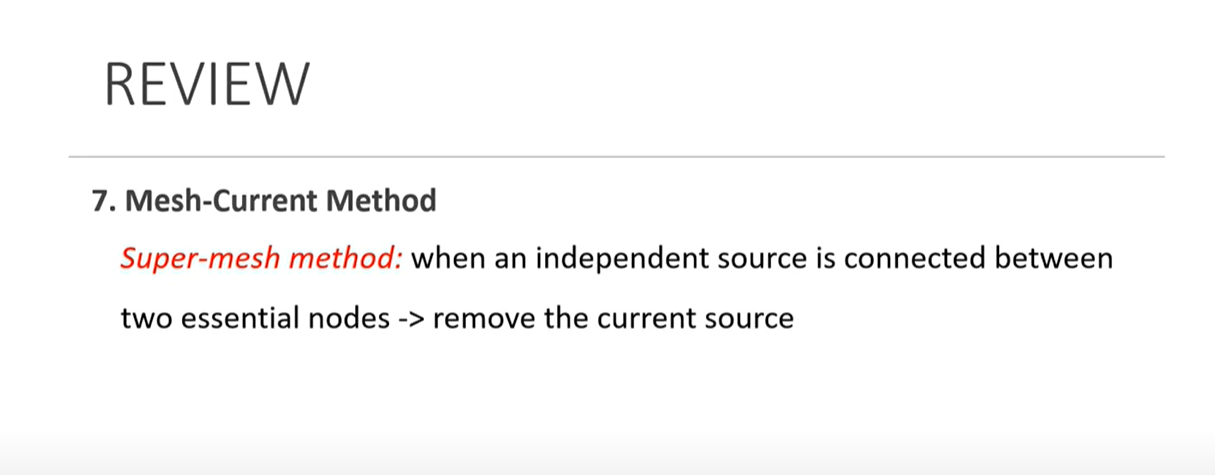 REVIEW
7. Mesh-Current Method
Super-mesh method: when an independent source is connected between
two essential nodes -> remove the current source